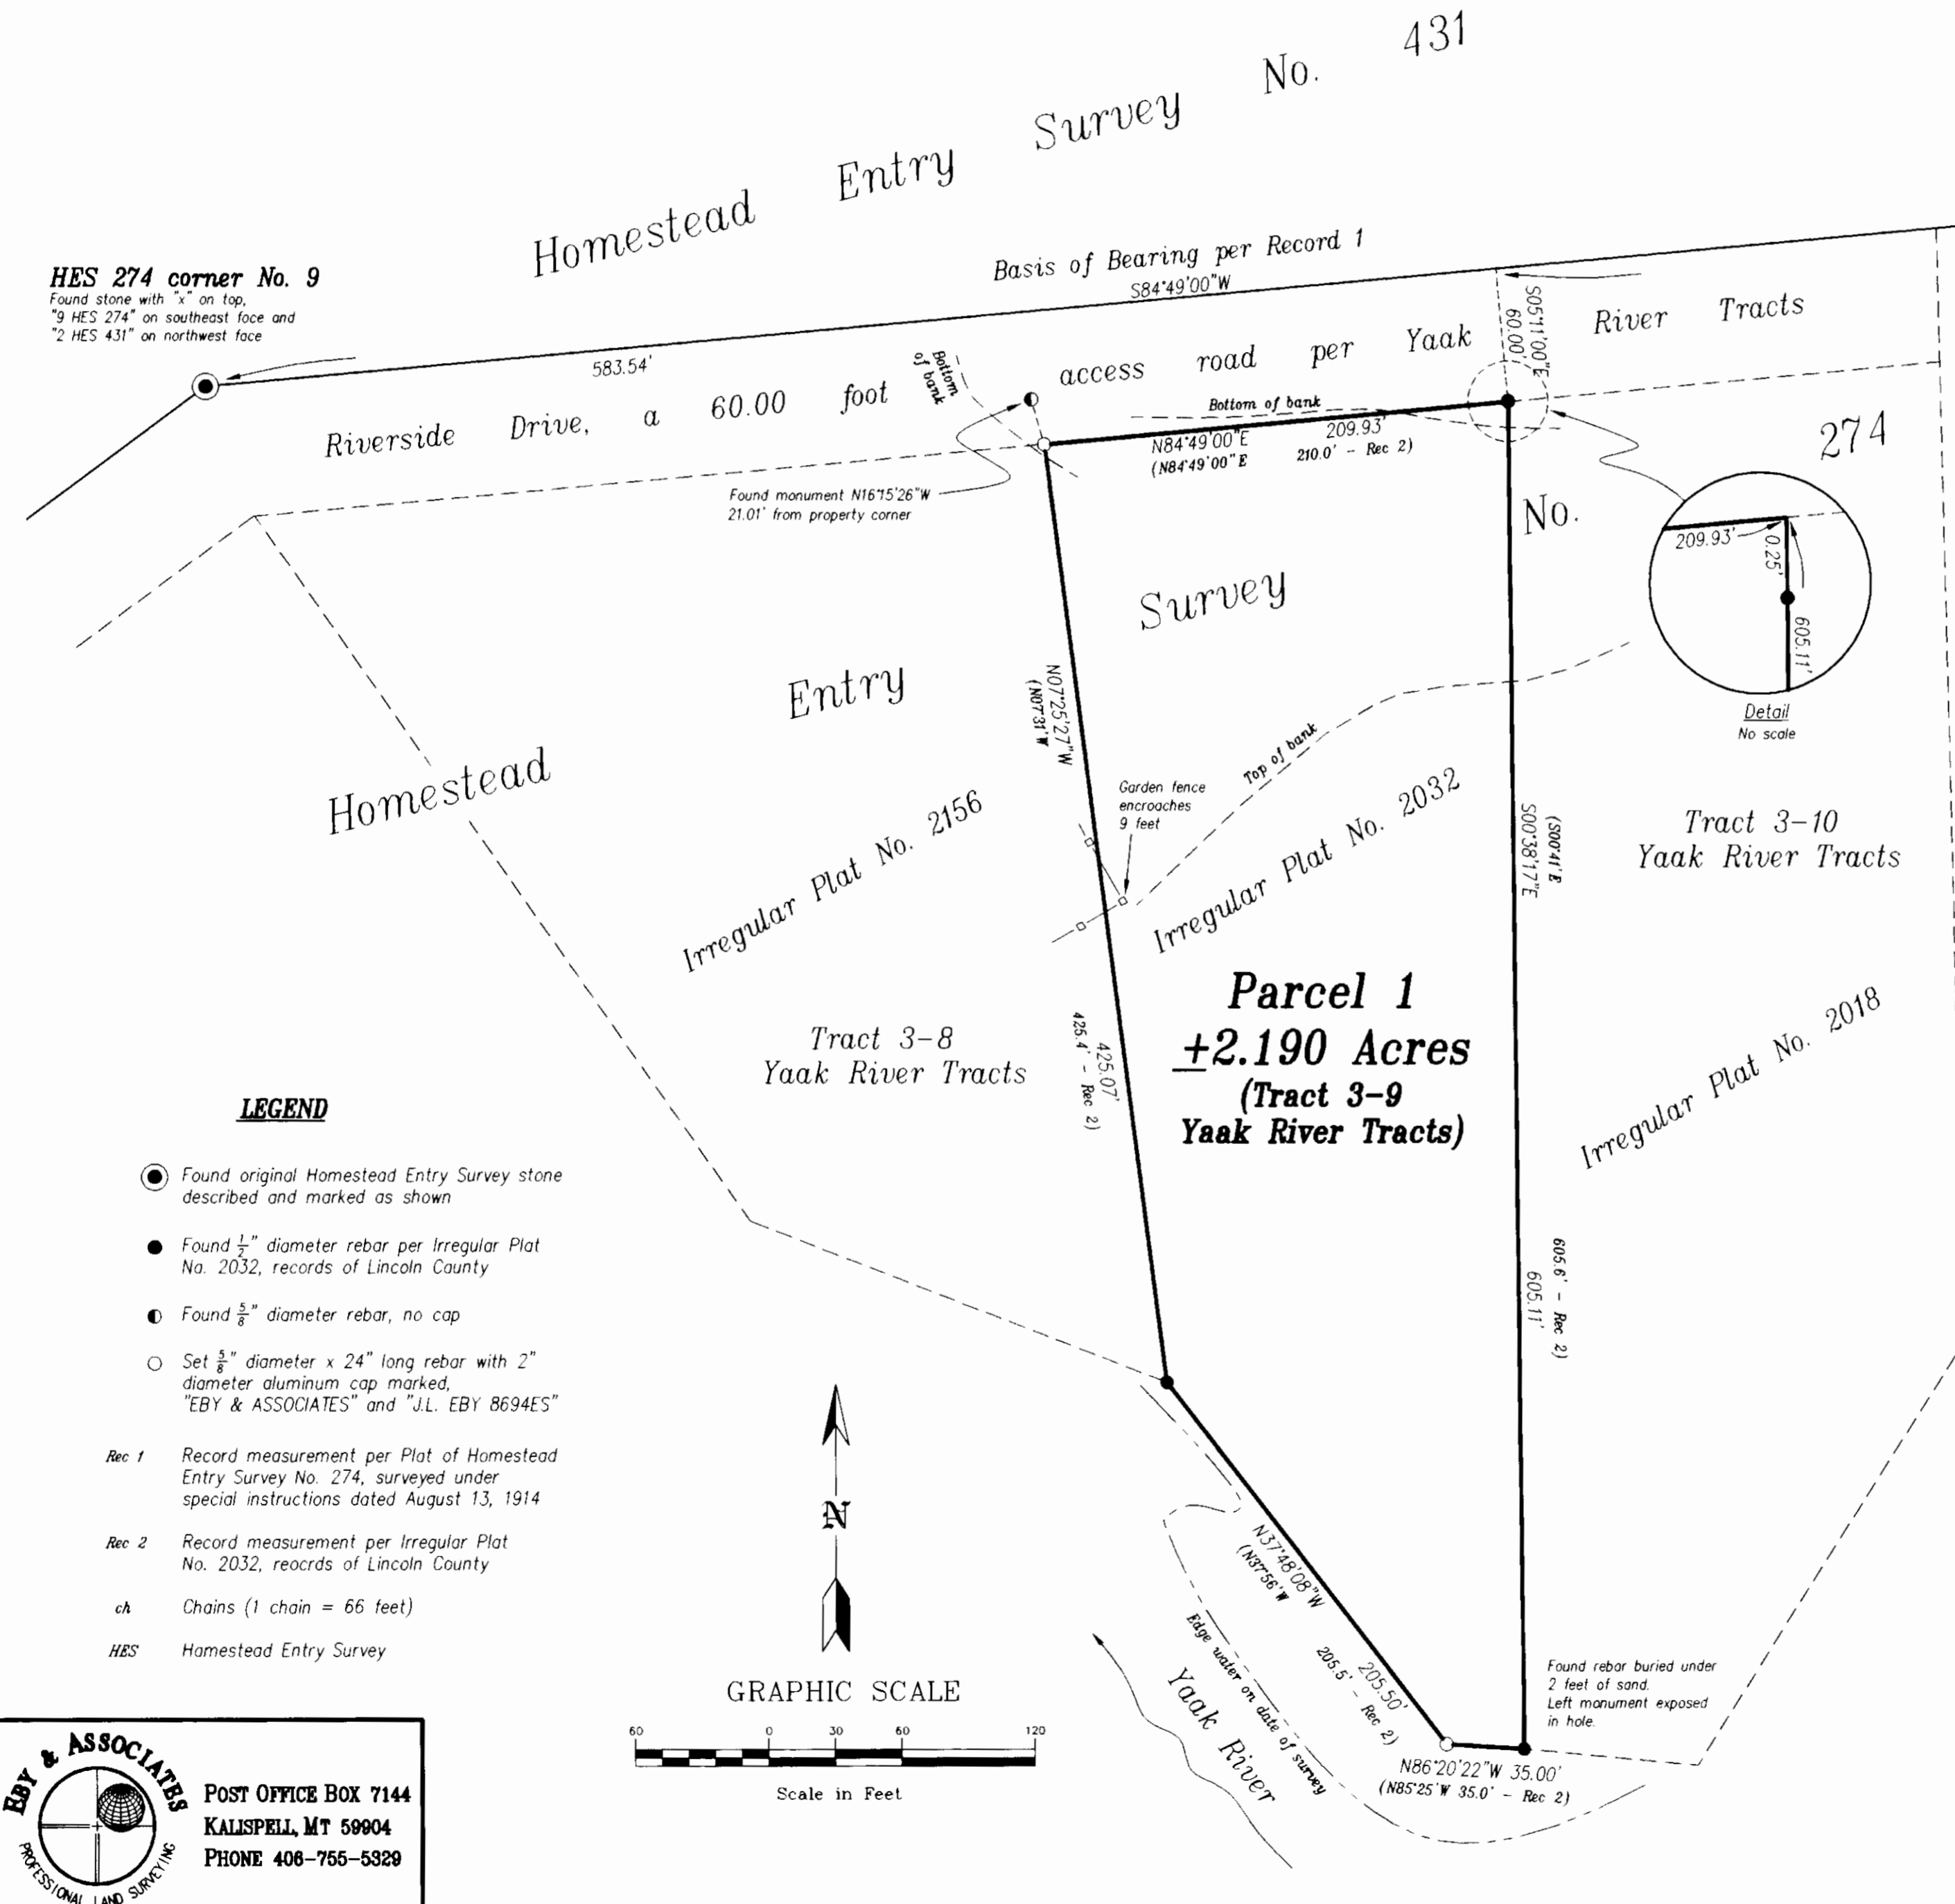 Homestead Entry Survey No. 431
HES 274 corner No. 9
Found stone with "x" on top,
"9 HES 274" on southeast face and
"2 HES 431" on northwest face
Basis of Bearing per Record 1
S84°49'00"W
583.54'
S05°11'00"E
60.00'
Riverside Drive, a 60.00 foot access road per Yaak River Tracts
Bottom
of bank
Bottom of bank
N84°49'00"E 209.93'
(N84°49'00"E 210.0' - Rec 2)
Found monument N16°15'26"W
21.01' from property corner
Homestead Entry Survey No. 274
209.93'
0.25'
605.11'
Detail
No scale
N07°25'27"W
(N07°31'W
425.07'
425.4' - Rec 2)
Garden fence
encroaches
9 feet
Top of bank
Irregular Plat No. 2156
Irregular Plat No. 2032
(S00°41'E
S00°38'17"E
605.6' - Rec 2)
605.11'
Tract 3-10
Yaak River Tracts
Irregular Plat No. 2018
Tract 3-8
Yaak River Tracts
Parcel 1
±2.190 Acres
(Tract 3-9
Yaak River Tracts)
LEGEND
Found original Homestead Entry Survey stone
described and marked as shown
Found 1/2" diameter rebar per Irregular Plat
No. 2032, records of Lincoln County
Found 5/8" diameter rebar, no cap
Set 5/8" diameter x 24" long rebar with 2"
diameter aluminum cap marked,
"EBY & ASSOCIATES" and "J.L. EBY 8694ES"
Rec 1 Record measurement per Plat of Homestead
Entry Survey No. 274, surveyed under
special instructions dated August 13, 1914
Rec 2 Record measurement per Irregular Plat
No. 2032, reocrds of Lincoln County
ch Chains (1 chain = 66 feet)
HES Homestead Entry Survey
N
GRAPHIC SCALE
60 0 30 60 120
Scale in Feet
N37°48'08"W
(N37°56'W
205.50'
205.5' - Rec 2)
Edge water on date of survey
Yaak River
Found rebar buried under
2 feet of sand.
Left monument exposed
in hole.
N86°20'22"W 35.00'
(N85°25'W 35.0' - Rec 2)
EBY & ASSOCIATES
PROFESSIONAL LAND SURVEYING
POST OFFICE BOX 7144
KALISPELL, MT 59904
PHONE 406-755-5329